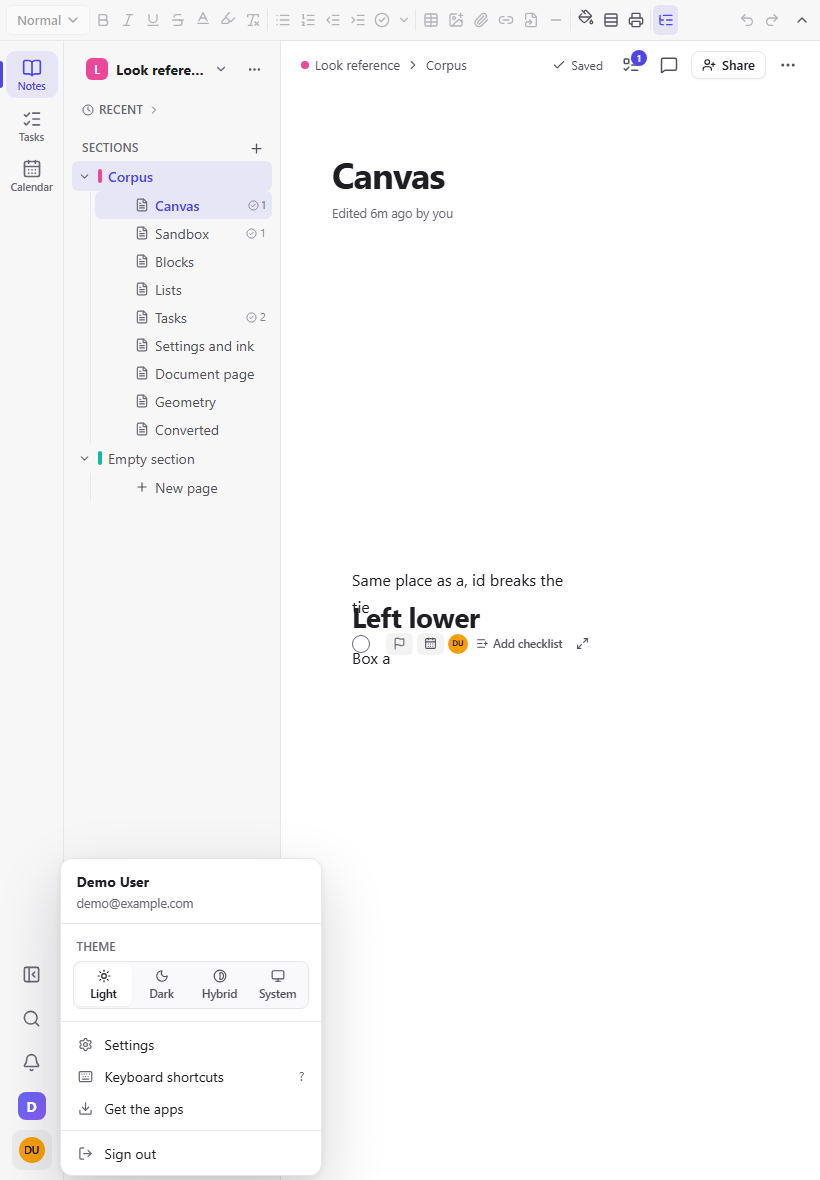 Normal
Notes
Tasks
Calendar
L Look refere...
RECENT
SECTIONS
Corpus
Canvas 1
Sandbox 1
Blocks
Lists
Tasks 2
Settings and ink
Document page
Geometry
Converted
Empty section
New page
Look reference Corpus
Saved
1
Share
Canvas
Edited 6m ago by you
Same place as a, id breaks the
tie
Left lower
DU Add checklist
Box a
Demo User
demo@example.com
THEME
Light Dark Hybrid System
Settings
Keyboard shortcuts ?
Get the apps
Sign out
D
DU